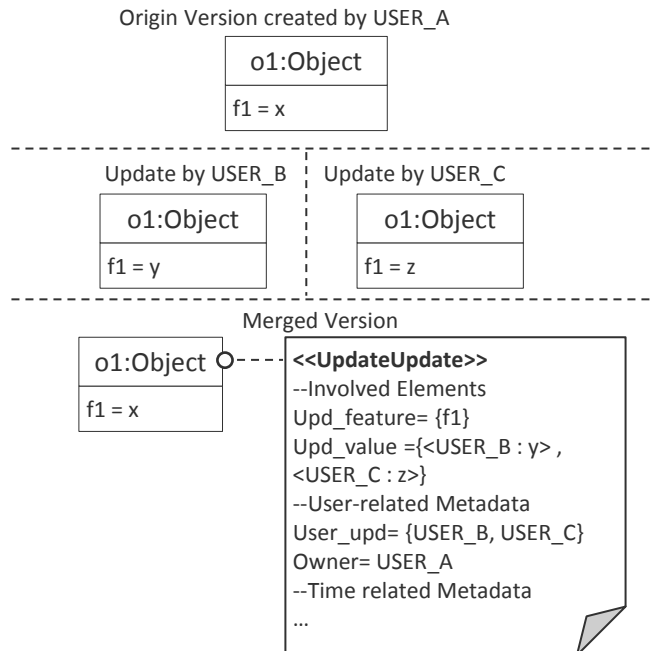 Origin Version created by USER_A
o1:Object
f1 = x
Update by USER_B
Update by USER_C
o1:Object
f1 = y
o1:Object
f1 = z
Merged Version
o1:Object
f1 = x
<<UpdateUpdate>>
--Involved Elements
Upd_feature= {f1}
Upd_value ={<USER_B : y> ,
<USER_C : z>}
--User-related Metadata
User_upd= {USER_B, USER_C}
Owner= USER_A
--Time related Metadata
...